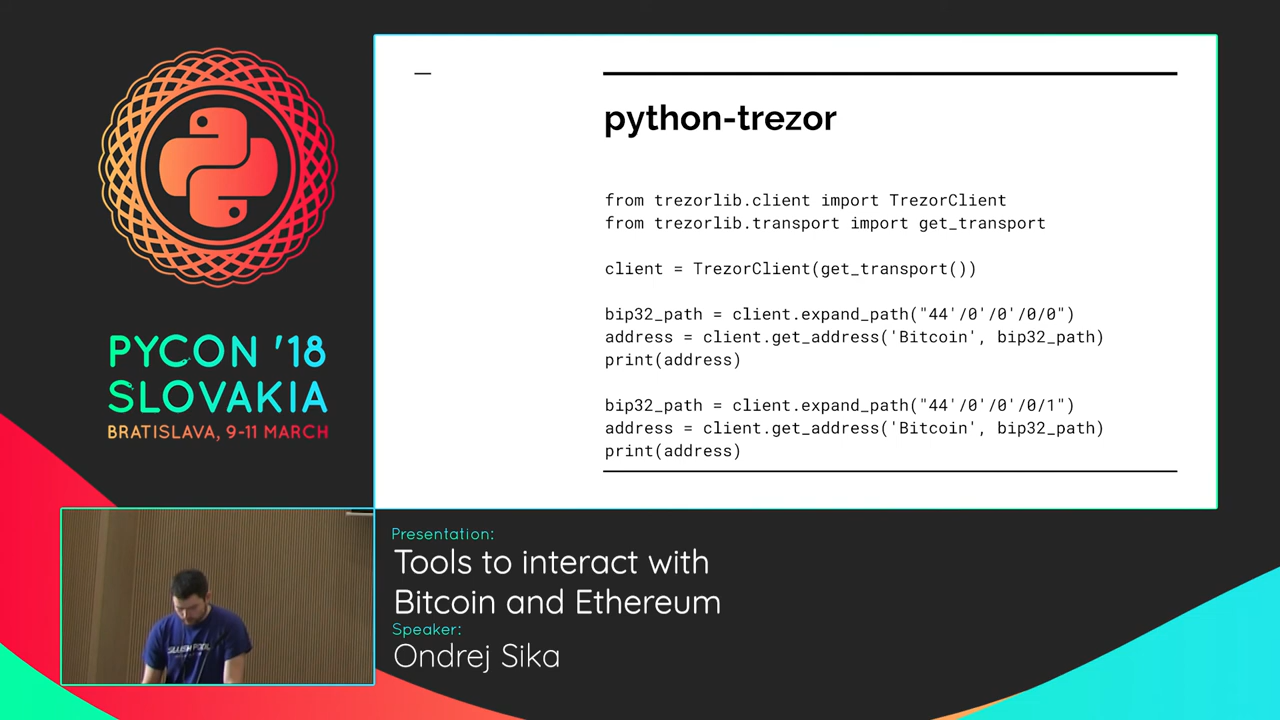 PYCON '18
SLOVAKIA
BRATISLAVA, 9-11 MARCH
python-trezor
from trezorlib.client import TrezorClient
from trezorlib.transport import get_transport
client = TrezorClient(get_transport())
bip32_path = client.expand_path("44'/0'/0'/0/0")
address = client.get_address('Bitcoin', bip32_path)
print(address)
bip32_path = client.expand_path("44'/0'/0'/0/1")
address = client.get_address('Bitcoin', bip32_path)
print(address)
Presentation:
Tools to interact with
Bitcoin and Ethereum
Speaker:
Ondrej Sika